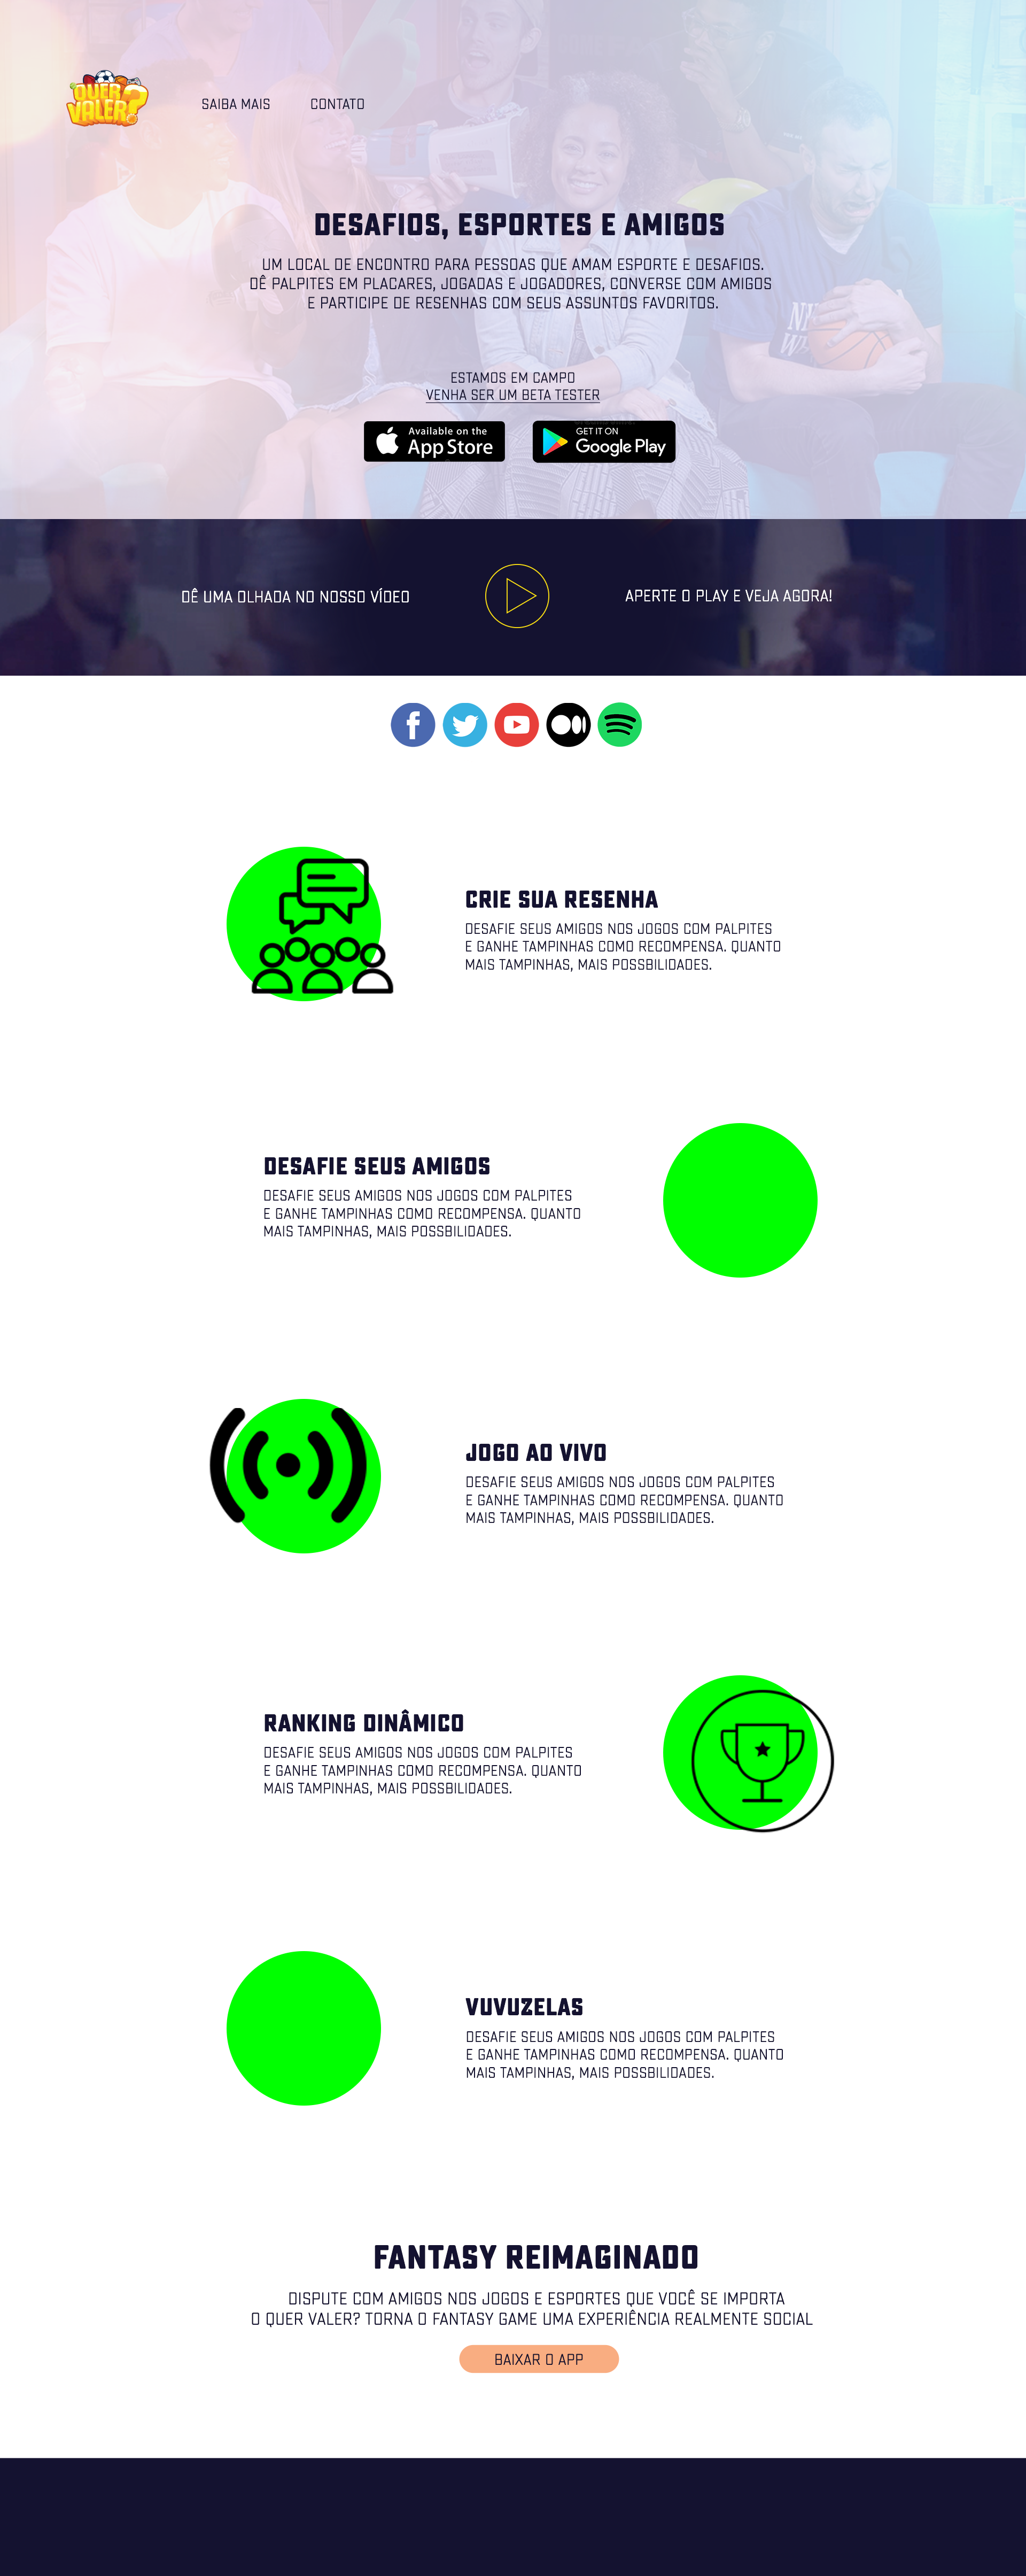 QUER
VALER?
SAIBA MAIS
CONTATO
DESAFIOS, ESPORTES E AMIGOS
UM LOCAL DE ENCONTRO PARA PESSOAS QUE AMAM ESPORTE E DESAFIOS.
DÊ PALPITES EM PLACARES, JOGADAS E JOGADORES, CONVERSE COM AMIGOS
E PARTICIPE DE RESENHAS COM SEUS ASSUNTOS FAVORITOS.
ESTAMOS EM CAMPO
VENHA SER UM BETA TESTER
Available on the
App Store
GET IT ON
Google Play
DÊ UMA OLHADA NO NOSSO VÍDEO
APERTE O PLAY E VEJA AGORA!
CRIE SUA RESENHA
DESAFIE SEUS AMIGOS NOS JOGOS COM PALPITES
E GANHE TAMPINHAS COMO RECOMPENSA. QUANTO
MAIS TAMPINHAS, MAIS POSSBILIDADES.
DESAFIE SEUS AMIGOS
DESAFIE SEUS AMIGOS NOS JOGOS COM PALPITES
E GANHE TAMPINHAS COMO RECOMPENSA. QUANTO
MAIS TAMPINHAS, MAIS POSSBILIDADES.
JOGO AO VIVO
DESAFIE SEUS AMIGOS NOS JOGOS COM PALPITES
E GANHE TAMPINHAS COMO RECOMPENSA. QUANTO
MAIS TAMPINHAS, MAIS POSSBILIDADES.
RANKING DINÂMICO
DESAFIE SEUS AMIGOS NOS JOGOS COM PALPITES
E GANHE TAMPINHAS COMO RECOMPENSA. QUANTO
MAIS TAMPINHAS, MAIS POSSBILIDADES.
VUVUZELAS
DESAFIE SEUS AMIGOS NOS JOGOS COM PALPITES
E GANHE TAMPINHAS COMO RECOMPENSA. QUANTO
MAIS TAMPINHAS, MAIS POSSBILIDADES.
FANTASY REIMAGINADO
DISPUTE COM AMIGOS NOS JOGOS E ESPORTES QUE VOCÊ SE IMPORTA
O QUER VALER? TORNA O FANTASY GAME UMA EXPERIÊNCIA REALMENTE SOCIAL
BAIXAR O APP